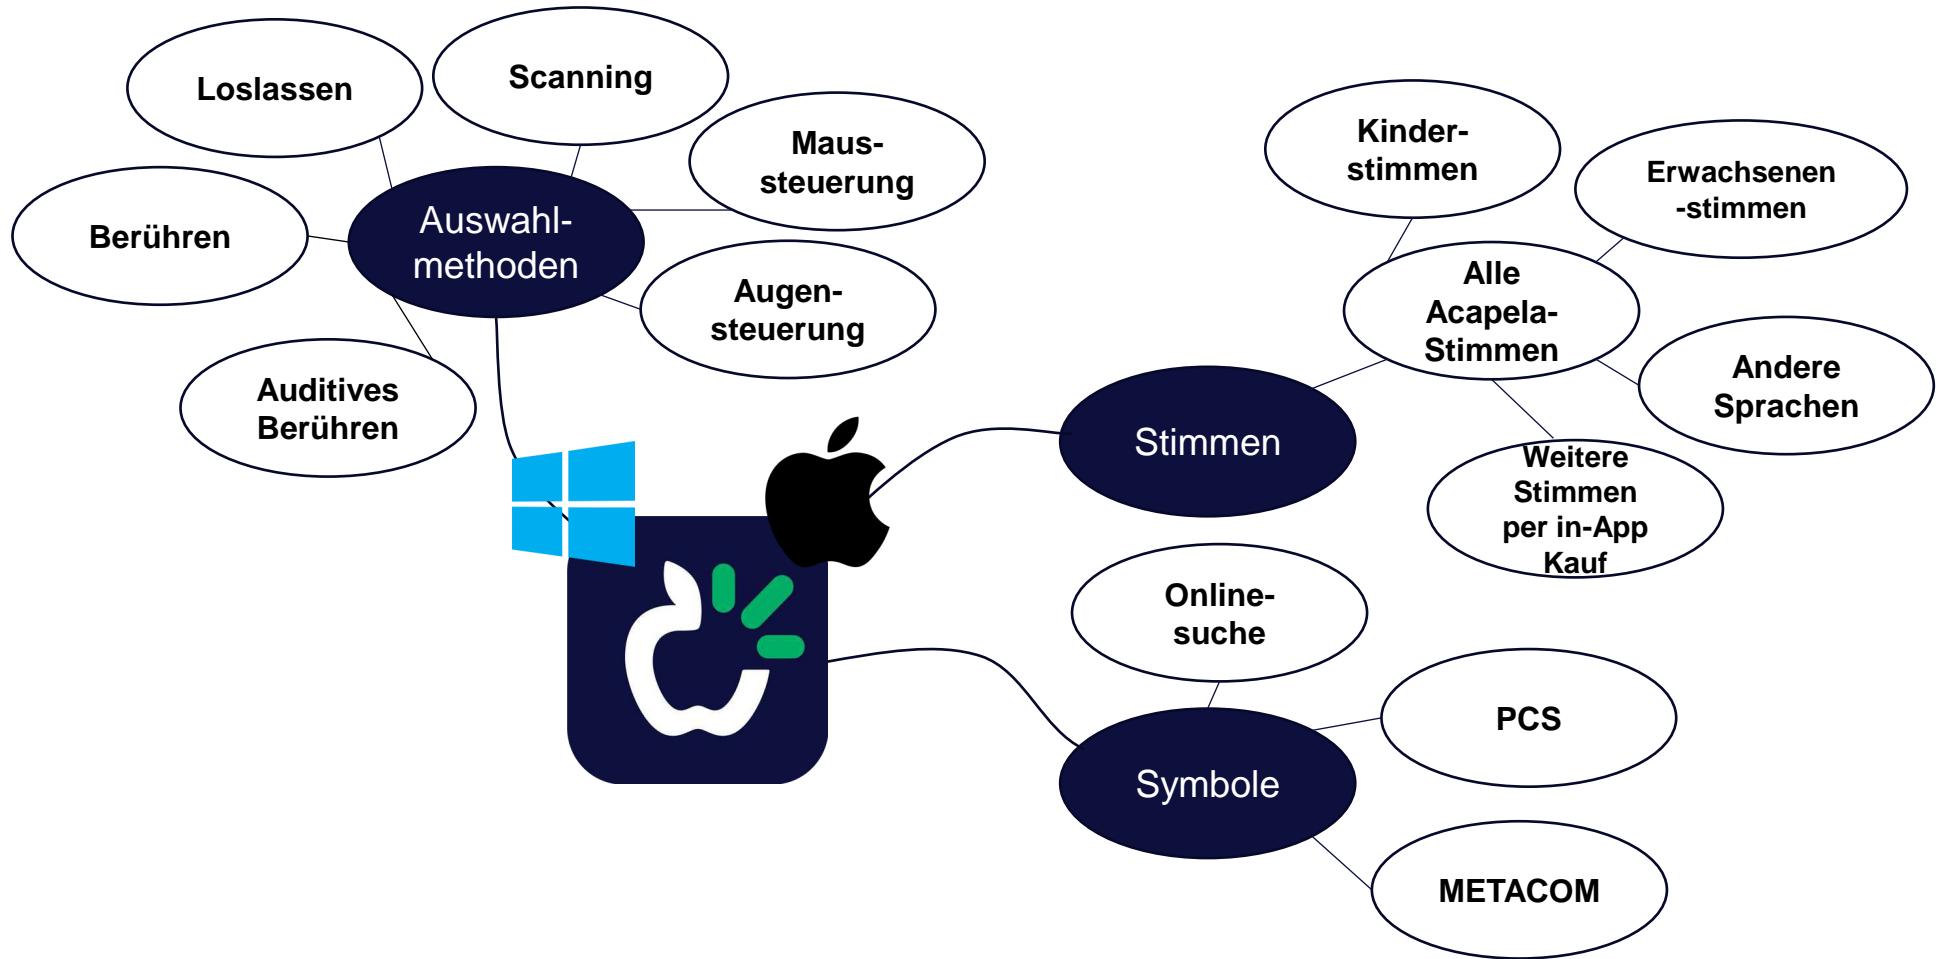 Loslassen
Scanning
Maus-
steuerung
Berühren
Auswahl-
methoden
Augen-
steuerung
Auditives
Berühren
Kinder-
stimmen
Erwachsenen
-stimmen
Alle
Acapela-
Stimmen
Andere
Sprachen
Stimmen
Weitere
Stimmen
per in-App
Kauf
Online-
suche
PCS
Symbole
METACOM